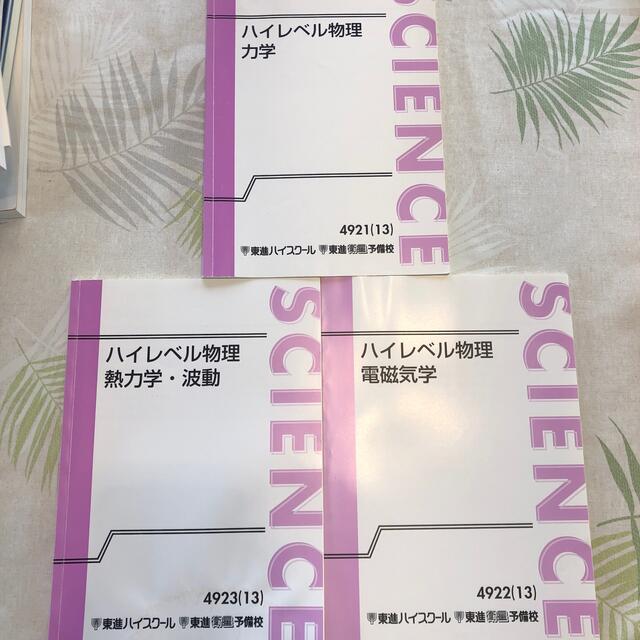 ハイレベル物理
力学
SCIENCE
4921(13)
東進ハイスクール 東進衛星予備校
ハイレベル物理
熱力学・波動
SCIENCE
4923(13)
東進ハイスクール 東進衛星予備校
ハイレベル物理
電磁気学
SCIENCE
4922(13)
東進ハイスクール 東進衛星予備校